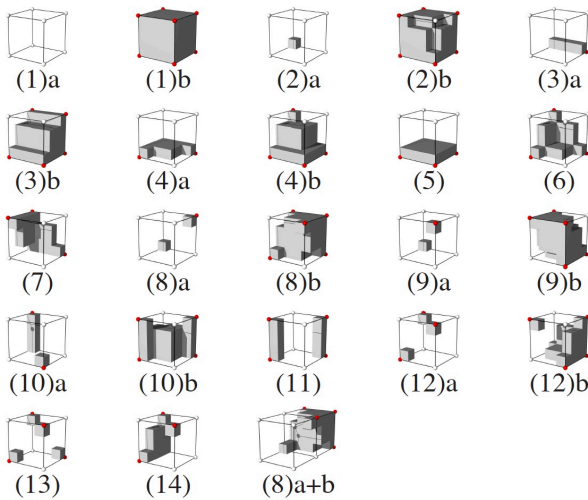 (1)a (1)b (2)a (2)b (3)a
(3)b (4)a (4)b (5) (6)
(7) (8)a (8)b (9)a (9)b
(10)a (10)b (11) (12)a (12)b
(13) (14) (8)a+b